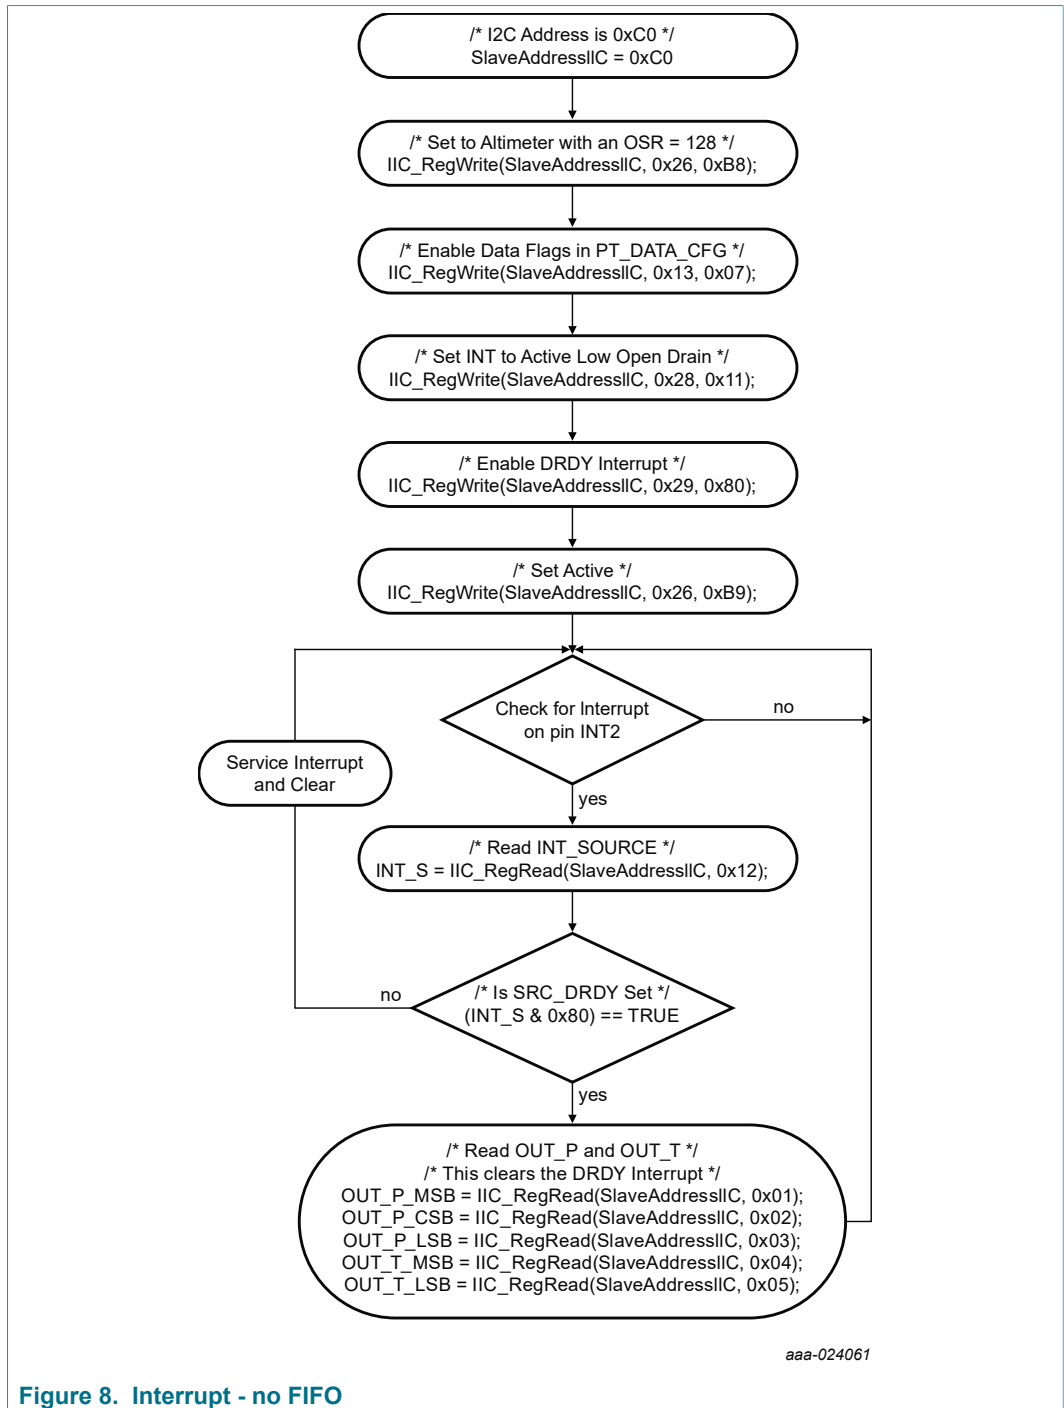 /* I2C Address is 0xC0 */
SlaveAddressIIC = 0xC0
/* Set to Altimeter with an OSR = 128 */
IIC_RegWrite(SlaveAddressIIC, 0x26, 0xB8);
/* Enable Data Flags in PT_DATA_CFG */
IIC_RegWrite(SlaveAddressIIC, 0x13, 0x07);
/* Set INT to Active Low Open Drain */
IIC_RegWrite(SlaveAddressIIC, 0x28, 0x11);
/* Enable DRDY Interrupt */
IIC_RegWrite(SlaveAddressIIC, 0x29, 0x80);
/* Set Active */
IIC_RegWrite(SlaveAddressIIC, 0x26, 0xB9);
Check for Interrupt
on pin INT2
no
Service Interrupt
and Clear
yes
/* Read INT_SOURCE */
INT_S = IIC_RegRead(SlaveAddressIIC, 0x12);
no
/* Is SRC_DRDY Set */
(INT_S & 0x80) == TRUE
yes
/* Read OUT_P and OUT_T */
/* This clears the DRDY Interrupt */
OUT_P_MSB = IIC_RegRead(SlaveAddressIIC, 0x01);
OUT_P_CSB = IIC_RegRead(SlaveAddressIIC, 0x02);
OUT_P_LSB = IIC_RegRead(SlaveAddressIIC, 0x03);
OUT_T_MSB = IIC_RegRead(SlaveAddressIIC, 0x04);
OUT_T_LSB = IIC_RegRead(SlaveAddressIIC, 0x05);
aaa-024061
Figure 8. Interrupt - no FIFO